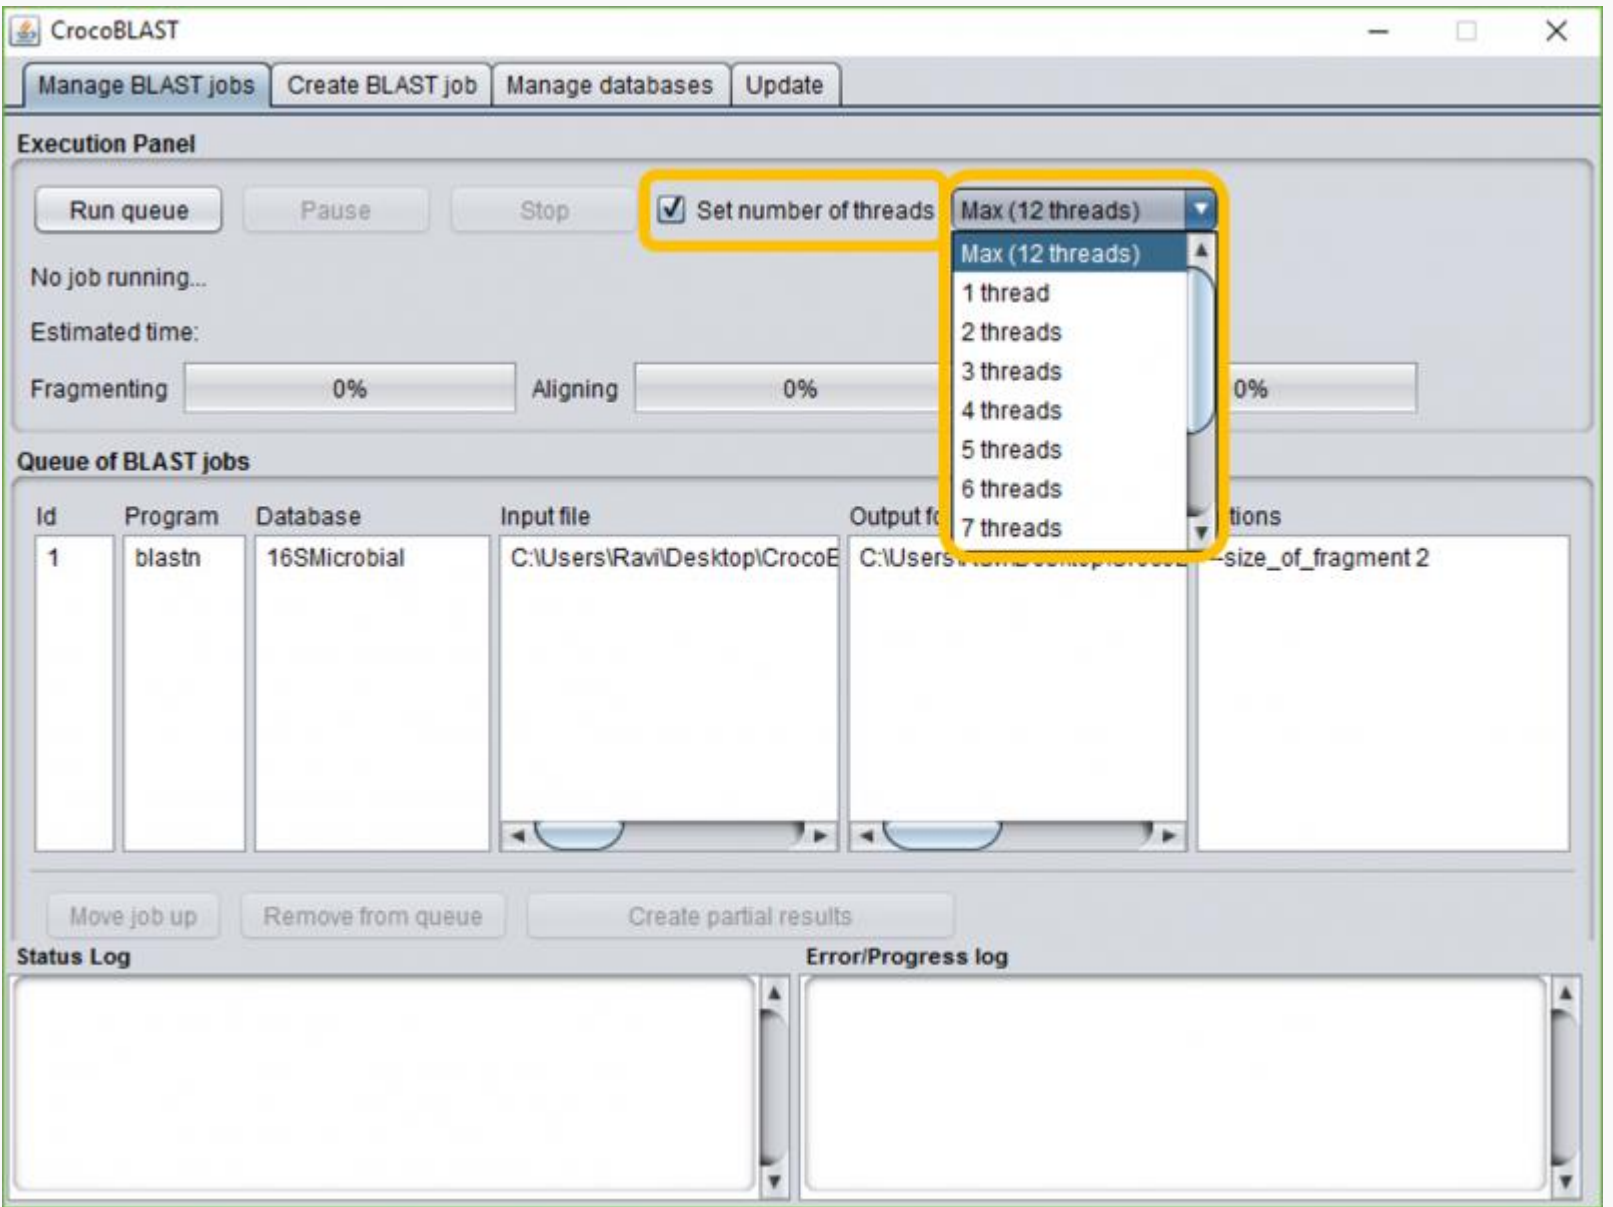 CrocoBLAST
Manage BLAST jobs Create BLAST job Manage databases Update
Execution Panel
Run queue Pause Stop Set number of threads Max (12 threads)
Max (12 threads)
1 thread
2 threads
3 threads
4 threads
5 threads
6 threads
7 threads
No job running...
Estimated time:
Fragmenting 0% Aligning 0% 0%
Queue of BLAST jobs
Id Program Database Input file Output
1 blastn 16SMicrobial C:\Users\Ravi\Desktop\Croco C:\Users --size_of_fragment 2
Move job up Remove from queue Create partial results
Status Log Error/Progress log